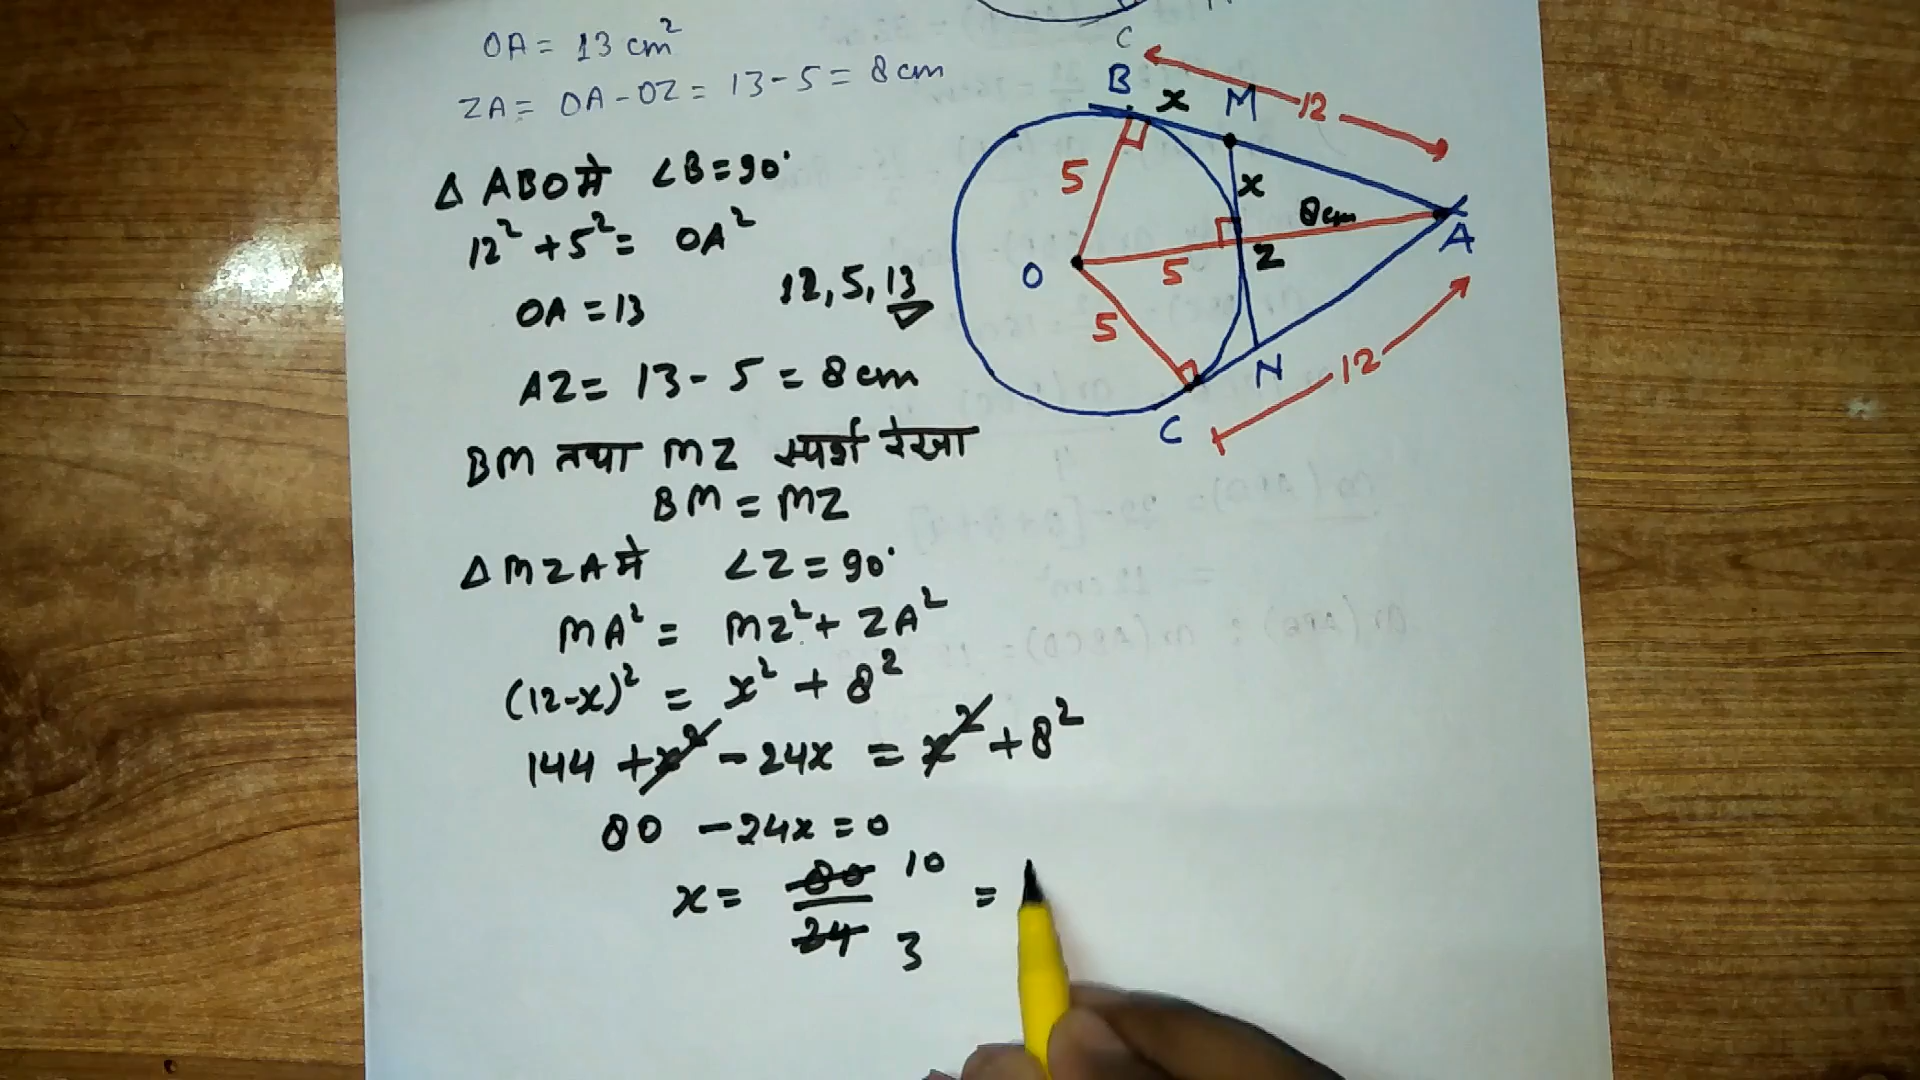 OA = 13 cm²
ZA = OA - OZ = 13 - 5 = 8 cm
△ ABO में ∠B = 90°
12² + 5² = OA²
OA = 13
12, 5, 13
AZ = 13 - 5 = 8 cm
BM तथा MZ स्पर्श रेखा
BM = MZ
△ MZA में ∠Z = 90°
MA² = MZ² + ZA²
(12-x)² = x² + 8²
144 + x² - 24x = x² + 8²
80 - 24x = 0
x = 80/24 10/3 =
C
B x M 12
5 x 8cm
A
O 5 Z
5
N 12
C